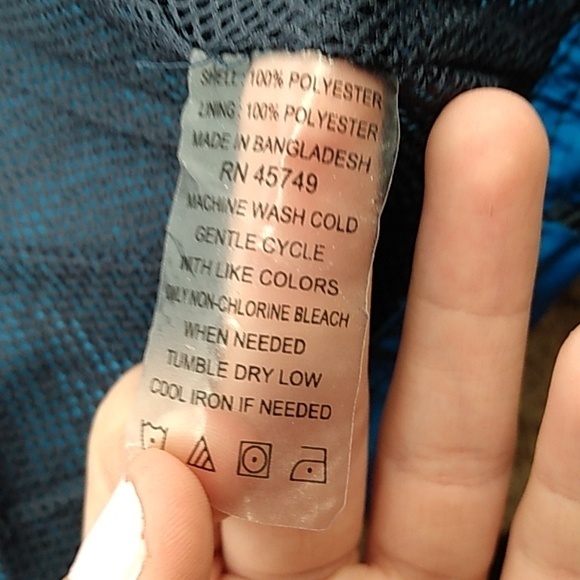 SHELL: 100% POLYESTER
LINING: 100% POLYESTER
MADE IN BANGLADESH
RN 45749
MACHINE WASH COLD
GENTLE CYCLE
WITH LIKE COLORS
ONLY NON-CHLORINE BLEACH
WHEN NEEDED
TUMBLE DRY LOW
COOL IRON IF NEEDED